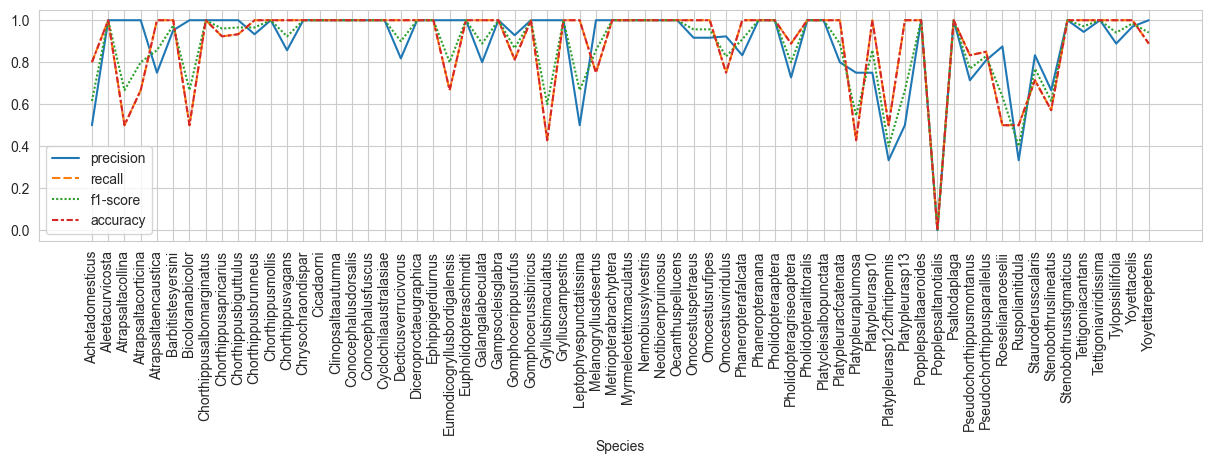 1.0
0.8
0.6
0.4
0.2
0.0
precision
recall
f1-score
accuracy
Achetadomesticus
Aleetacurvicosta
Atrapsaltacollina
Atrapsaltacorticina
Atrapsaltaencaustica
Barbitistesyersini
Bicoloranabicolor
Chorthippusalbomarginatus
Chorthippusapricarius
Chorthippusbiguttulus
Chorthippusbrunneus
Chorthippusmollis
Chorthippusvagans
Chrysochraondispar
Cicadaorni
Clinopsaltaautumna
Conocephalusdorsalis
Conocephalusfuscus
Cyclochilaaustralasiae
Decticusverrucivorus
Diceroproctaeugraphica
Ephippigerdiurnus
Eumodicogryllusbordigalensis
Eupholidopteraschmidti
Galangalabeculata
Gampsocleisglabra
Gomphocerippusrufus
Gomphocerussibiricus
Gryllusbimaculatus
Grylluscampestris
Leptophyespunctatissima
Melanogryllusdesertus
Metriopterabrachyptera
Myrmeleotettixmaculatus
Nemobiussylvestris
Neotibicenpruinosus
Oecanthuspellucens
Omocestuspetraeus
Omocestusrufipes
Omocestusviridulus
Phaneropterafalcata
Phaneropteranana
Pholidopteraaptera
Pholidopteragriseoaptera
Pholidopteralitoralis
Platycleisalbopunctata
Platypleuracfcatenata
Platypleuraplumosa
Platypleurasp10
Platypleurasp12cfhirtipennis
Platypleurasp13
Popplepsaltaaeroides
Popplepsaltanotialis
Psaltodaplaga
Pseudochorthippusmontanus
Pseudochorthippusparallelus
Roeselianaroeselii
Ruspolianitidula
Stauroderusscalaris
Stenobothruslineatus
Stenobothrusstigmaticus
Tettigoniacantans
Tettigoniaviridissima
Tylopsislilifolia
Yoyettacelis
Yoyettarepetens
Species